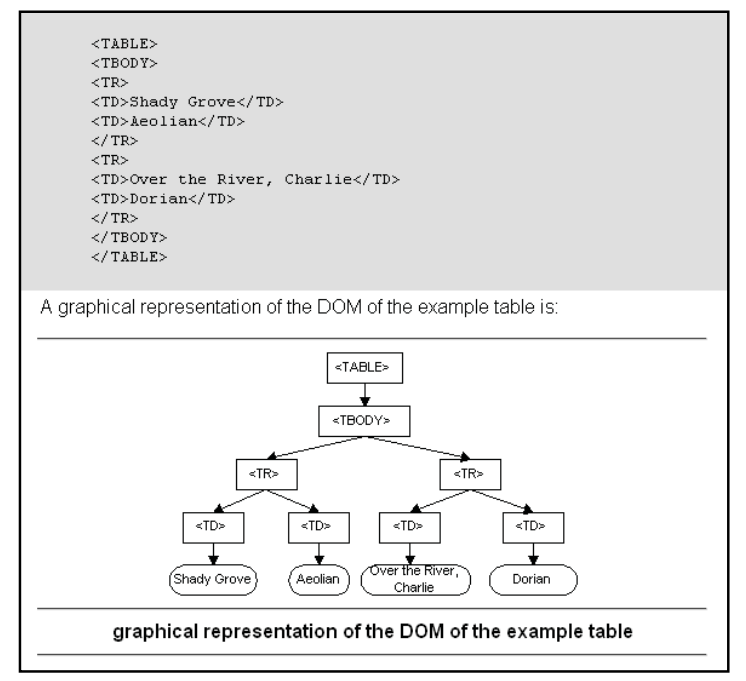 <TABLE>
<TBODY>
<TR>
<TD>Shady Grove</TD>
<TD>Aeolian</TD>
</TR>
<TR>
<TD>Over the River, Charlie</TD>
<TD>Dorian</TD>
</TR>
</TBODY>
</TABLE>
A graphical representation of the DOM of the example table is:
<TABLE>
<TBODY>
<TR> <TR>
<TD> <TD> <TD> <TD>
Shady Grove Aeolian Over the River, Charlie Dorian
graphical representation of the DOM of the example table